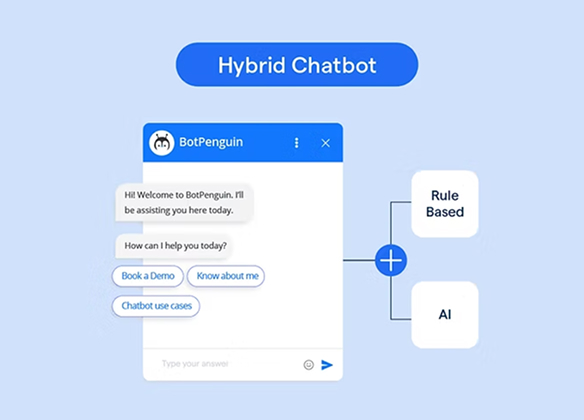 Hybrid Chatbot
BotPenguin
Hi! Welcome to BotPenguin. I'll
be assisting you here today.
How can I help you today?
Book a Demo
Know about me
Chatbot use cases
Type your answer
Rule
Based
AI